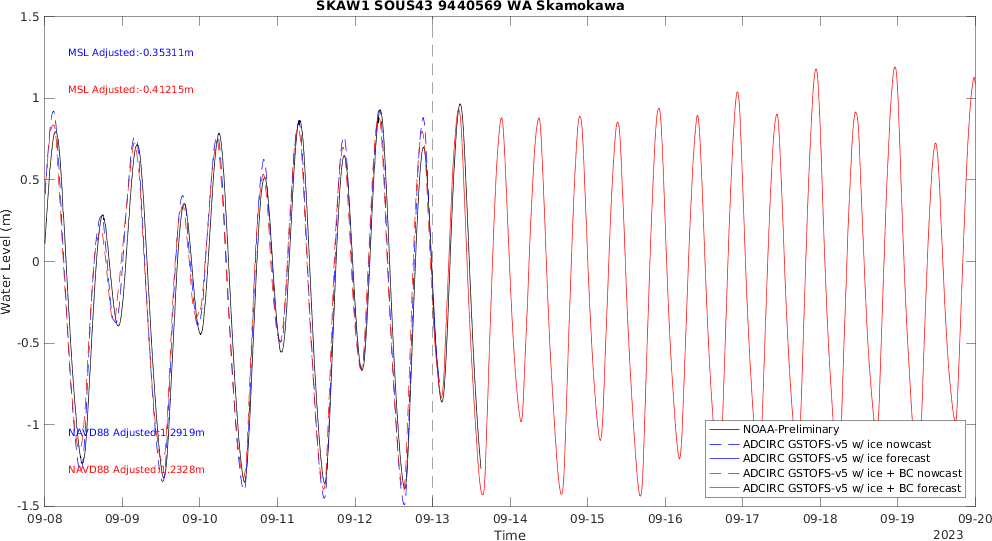 SKAW1 SOUS43 9440569 WA Skamokawa
1.5
1
0.5
0
-0.5
-1
-1.5
Water Level (m)
MSL Adjusted:-0.35311m
MSL Adjusted:-0.41215m
NAVD88 Adjusted:1.2919m
NAVD88 Adjusted:1.2328m
NOAA-Preliminary
ADCIRC GSTOFS-v5 w/ ice nowcast
ADCIRC GSTOFS-v5 w/ ice forecast
ADCIRC GSTOFS-v5 w/ ice + BC nowcast
ADCIRC GSTOFS-v5 w/ ice + BC forecast
09-08 09-09 09-10 09-11 09-12 09-13 09-14 09-15 09-16 09-17 09-18 09-19 09-20
Time
2023